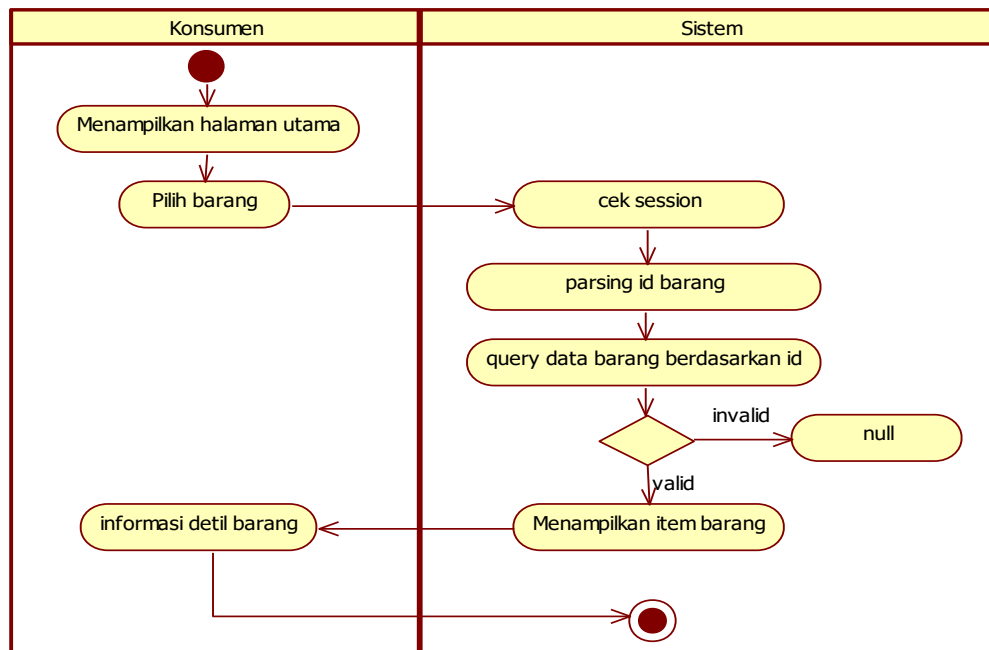 Konsumen
Sistem
Menampilkan halaman utama
Pilih barang
cek session
parsing id barang
query data barang berdasarkan id
invalid
null
valid
informasi detil barang
Menampilkan item barang